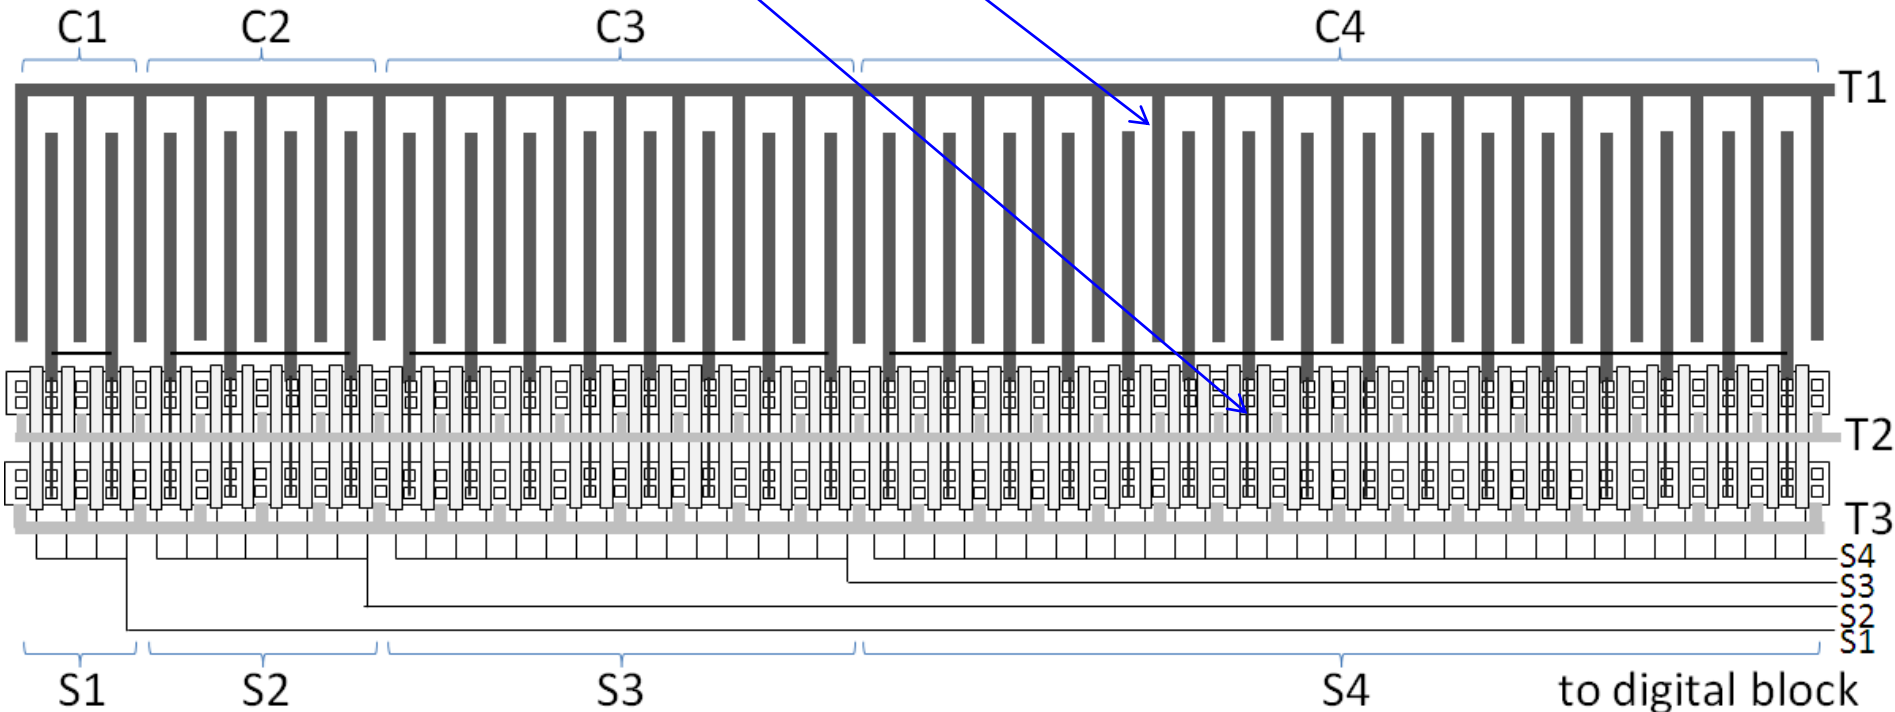 C1 C2 C3 C4
T1
T2
T3
S4
S3
S2
S1
S1 S2 S3 S4 to digital block